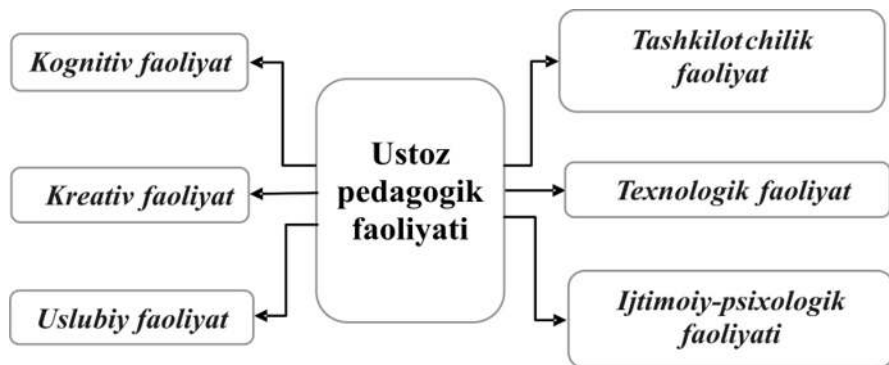 Kognitiv faoliyat
Kreativ faoliyat
Uslubiy faoliyat
Ustoz
pedagogik
faoliyati
Tashkilotchilik
faoliyat
Texnologik faoliyat
Ijtimoiy-psixologik
faoliyati